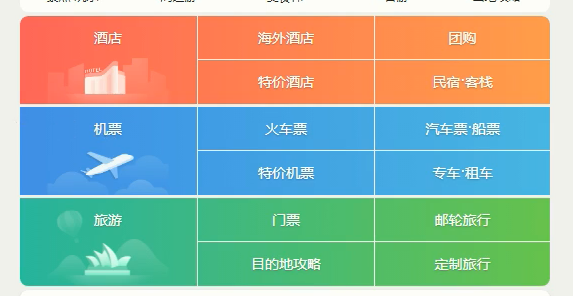 酒店
海外酒店
团购
特价酒店
民宿·客栈
HOTEL
机票
火车票
汽车票·船票
特价机票
专车·租车
旅游
门票
邮轮旅行
目的地攻略
定制旅行